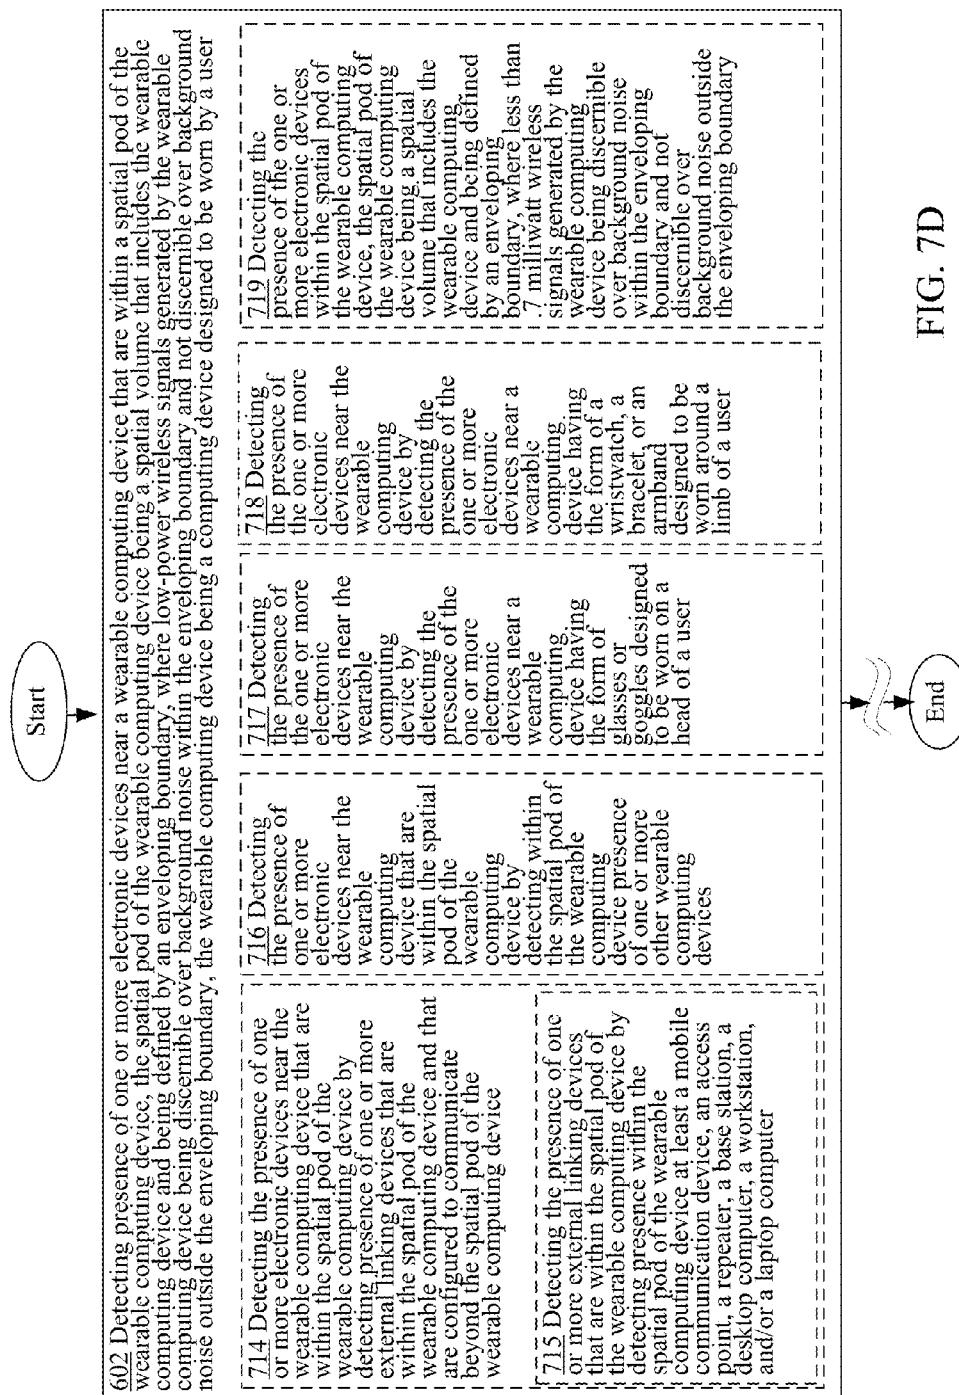 Start
602 Detecting presence of one or more electronic devices near a wearable computing device that are within a spatial pod of the
wearable computing device, the spatial pod of the wearable computing device being a spatial volume that includes the wearable
computing device and being defined by an enveloping boundary, where low-power wireless signals generated by the wearable
computing device being discernible over background noise within the enveloping boundary and not discernible over background
noise outside the enveloping boundary, the wearable computing device being a computing device designed to be worn by a user
714 Detecting the presence of one
or more electronic devices near the
wearable computing device that are
within the spatial pod of the
wearable computing device by
detecting presence of one or more
external linking devices that are
within the spatial pod of the
wearable computing device and that
are configured to communicate
beyond the spatial pod of the
wearable computing device
715 Detecting the presence of one
or more external linking devices
that are within the spatial pod of
the wearable computing device by
detecting presence within the
spatial pod of the wearable
computing device at least a mobile
communication device, an access
point, a repeater, a base station, a
desktop computer, a workstation,
and/or a laptop computer
716 Detecting
the presence of
one or more
electronic
devices near the
wearable
computing
device that are
within the spatial
pod of the
wearable
computing
device by
detecting within
the spatial pod of
the wearable
computing
device presence
of one or more
other wearable
computing
devices
717 Detecting
the presence of
the one or more
electronic
devices near the
wearable
computing
device by
detecting the
presence of the
one or more
electronic
devices near a
wearable
computing
device having
the form of
glasses or
goggles designed
to be worn on a
head of a user
718 Detecting
the presence of
the one or more
electronic
devices near the
wearable
computing
device by
detecting the
presence of the
one or more
electronic
devices near a
wearable
computing
device having
the form of a
wristwatch, a
bracelet, or an
armband
designed to be
worn around a
limb of a user
719 Detecting the
presence of the one or
more electronic devices
within the spatial pod of
the wearable computing
device, the spatial pod of
the wearable computing
device being a spatial
volume that includes the
wearable computing
device and being defined
by an enveloping
boundary, where less than
.7 milliwatt wireless
signals generated by the
wearable computing
device being discernible
over background noise
within the enveloping
boundary and not
discernible over
background noise outside
the enveloping boundary
End
FIG. 7D